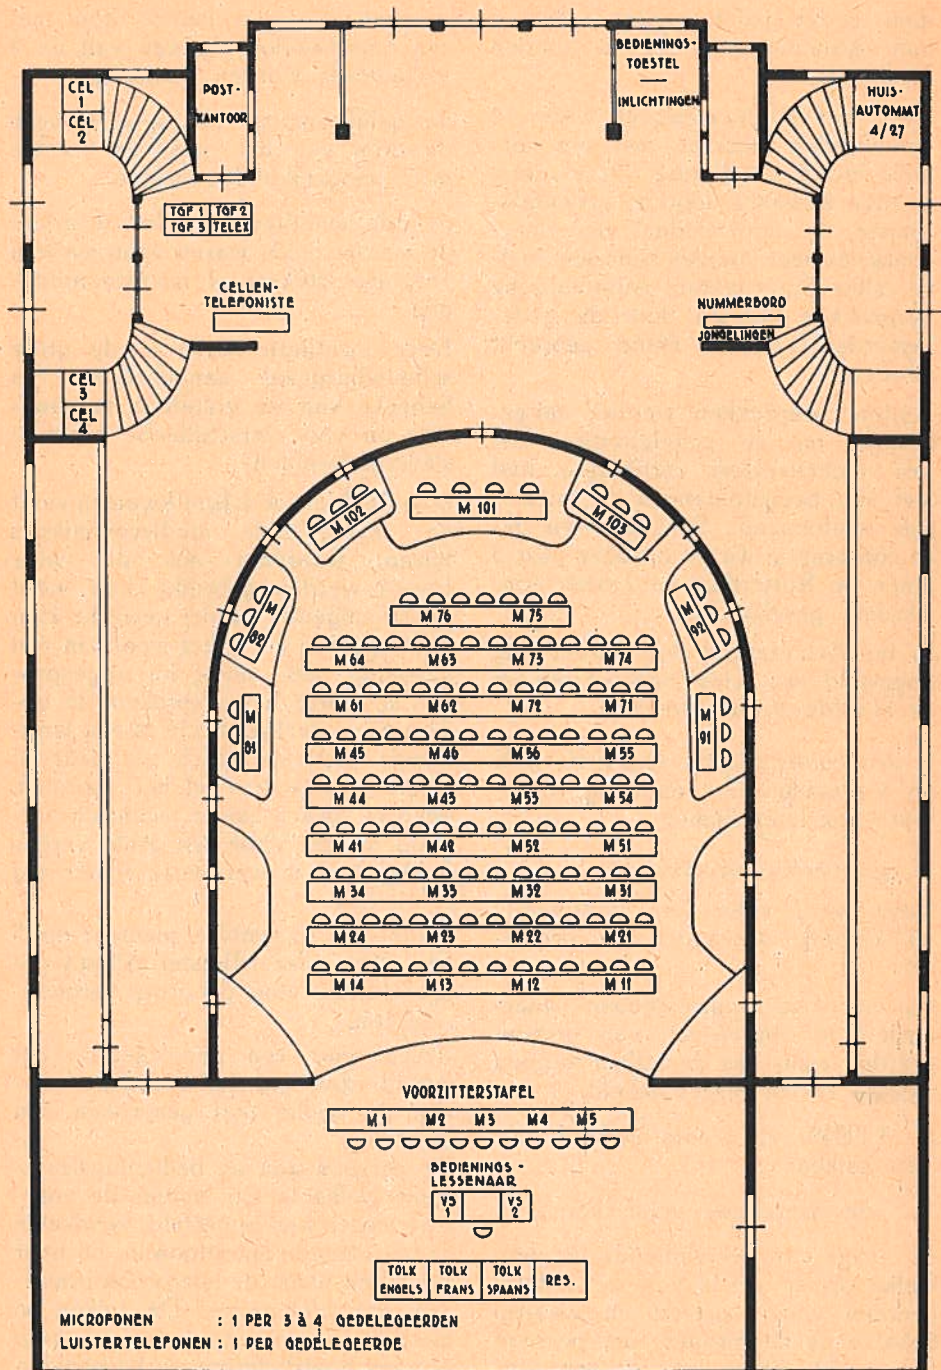 BEDIENINGS-
TOESTEL
INLICHTINGEN
POST-
KANTOOR
CEL
1
CEL
2
HUIS-
AUTOMAAT
4/27
TGF 1 TGF 2
TGF 3 TELEX
CELLEN-
TELEFONISTE
NUMMERBORD
JONGELINGEN
CEL
3
CEL
4
M 102
M 101
M 103
M
82
M
92
M 76 M 75
M 64 M 63 M 73 M 74
M
81
M
91
M 61 M 62 M 72 M 71
M 45 M 46 M 56 M 55
M 44 M 43 M 53 M 54
M 41 M 42 M 52 M 51
M 34 M 33 M 32 M 31
M 24 M 23 M 22 M 21
M 14 M 13 M 12 M 11
VOORZITTERSTAFEL
M 1 M 2 M 3 M 4 M 5
BEDIENINGS-
LESSENAAR
VS
1
VS
2
TOLK
ENGELS
TOLK
FRANS
TOLK
SPAANS
RES.
MICROFONEN : 1 PER 3 à 4 GEDELEGEERDEN
LUISTERTELEFONEN : 1 PER GEDELEGEERDE